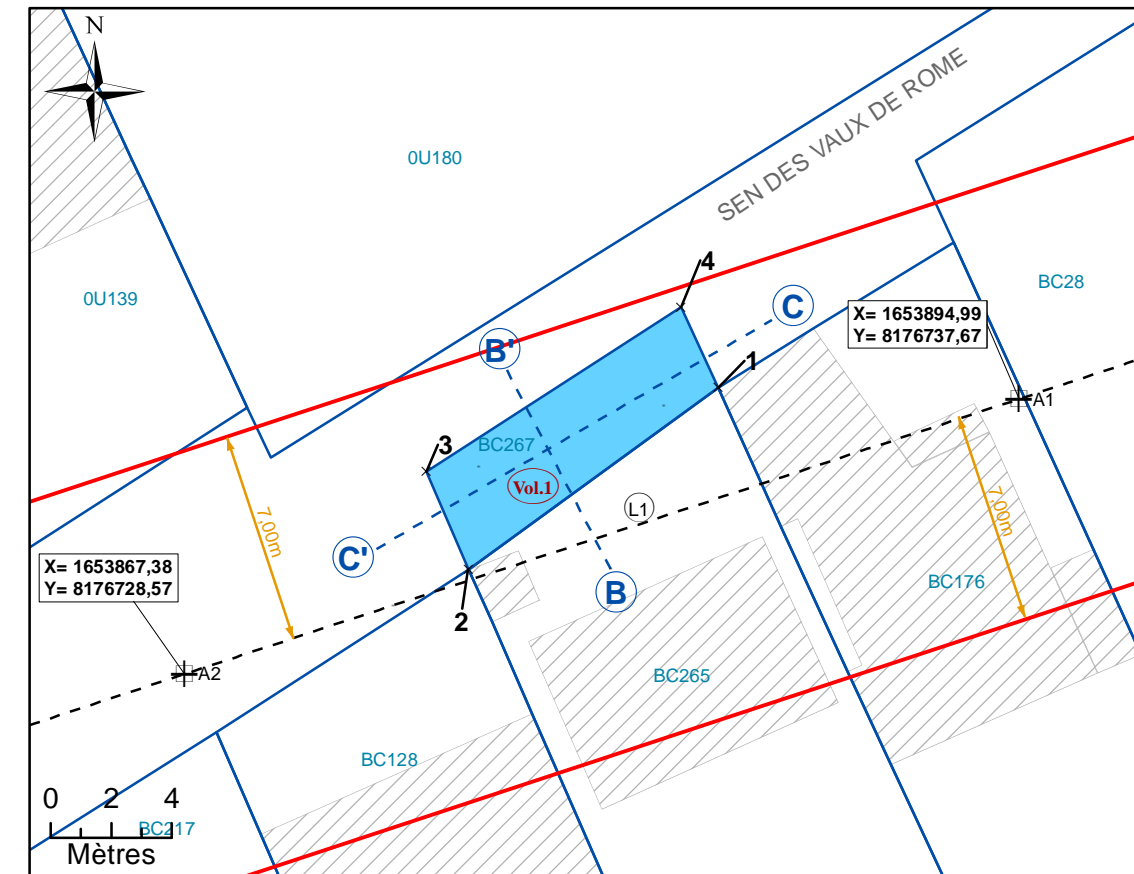 N
SEN DES VAUX DE ROME
0U180
4
0U139
C
BC28
X= 1653894,99
Y= 8176737,67
B'
1
A1
3
BC267
Vol.1
L1
7,00m
7,00m
C'
X= 1653867,38
Y= 8176728,57
B
BC176
2
A2
BC265
BC128
0 2 4
BC217
Mètres